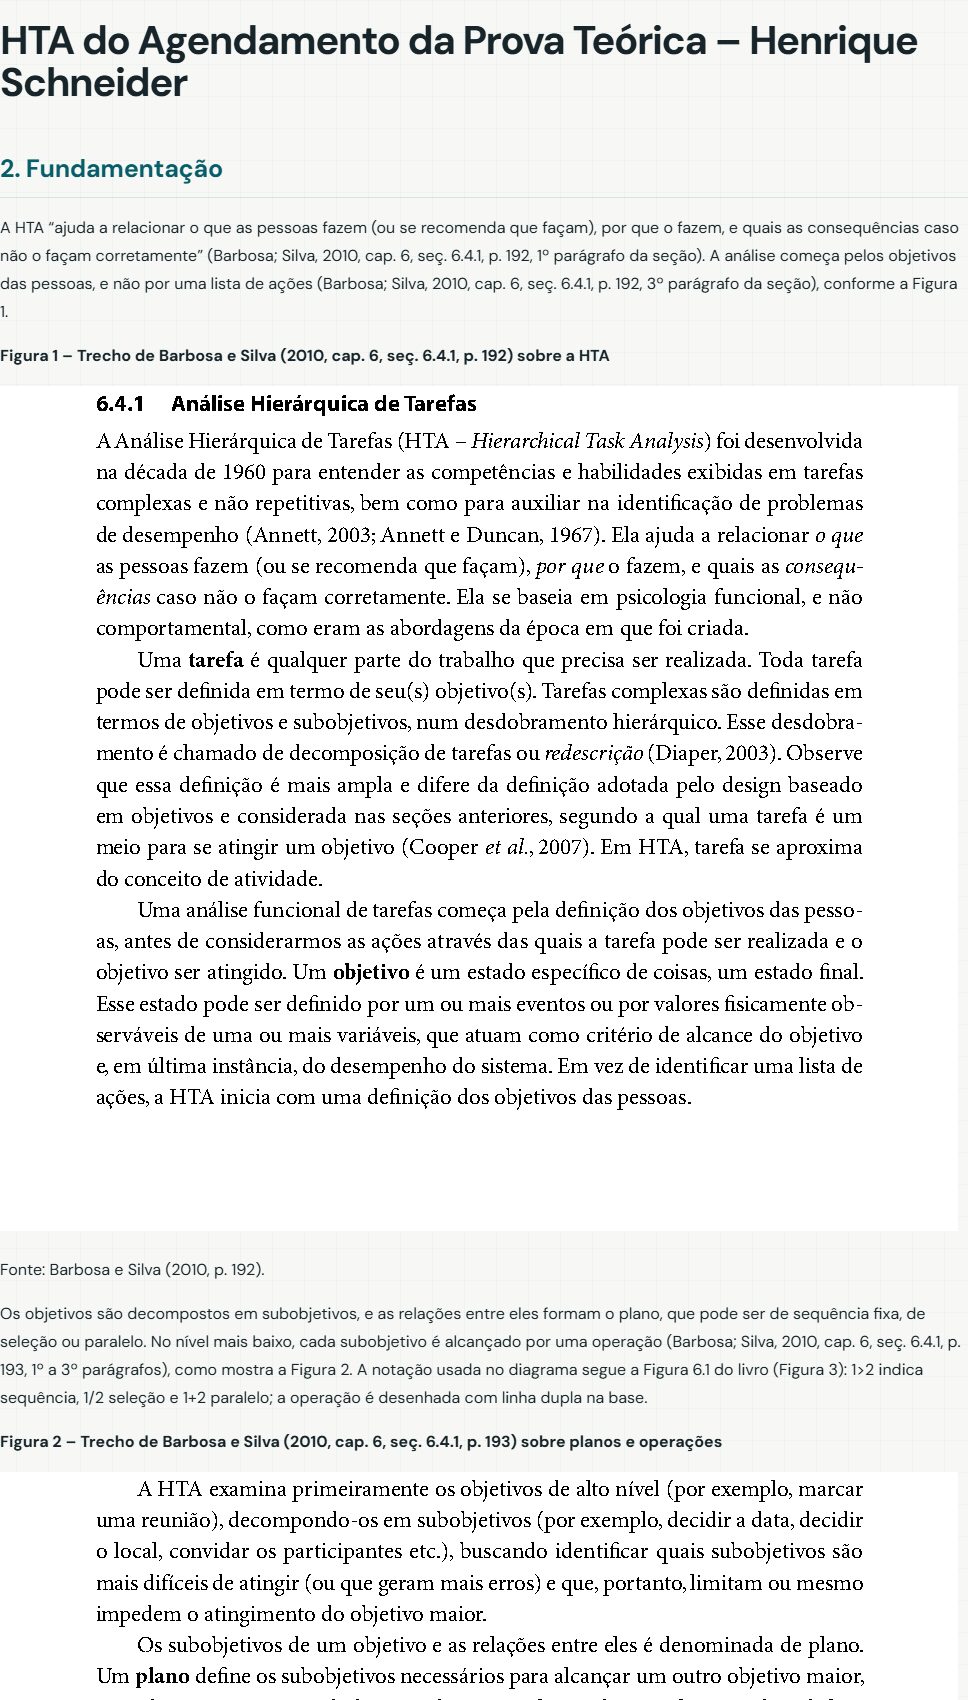 HTA do Agendamento da Prova Teórica – Henrique
Schneider
2. Fundamentação
A HTA “ajuda a relacionar o que as pessoas fazem (ou se recomenda que façam), por que o fazem, e quais as consequências caso
não o façam corretamente” (Barbosa; Silva, 2010, cap. 6, seç. 6.4.1, p. 192, 1º parágrafo da seção). A análise começa pelos objetivos
das pessoas, e não por uma lista de ações (Barbosa; Silva, 2010, cap. 6, seç. 6.4.1, p. 192, 3º parágrafo da seção), conforme a Figura
1.
Figura 1 – Trecho de Barbosa e Silva (2010, cap. 6, seç. 6.4.1, p. 192) sobre a HTA
6.4.1 Análise Hierárquica de Tarefas
A Análise Hierárquica de Tarefas (HTA – Hierarchical Task Analysis) foi desenvolvida
na década de 1960 para entender as competências e habilidades exibidas em tarefas
complexas e não repetitivas, bem como para auxiliar na identificação de problemas
de desempenho (Annett, 2003; Annett e Duncan, 1967). Ela ajuda a relacionar o que
as pessoas fazem (ou se recomenda que façam), por que o fazem, e quais as consequ-
ências caso não o façam corretamente. Ela se baseia em psicologia funcional, e não
comportamental, como eram as abordagens da época em que foi criada.
Uma tarefa é qualquer parte do trabalho que precisa ser realizada. Toda tarefa
pode ser definida em termo de seu(s) objetivo(s). Tarefas complexas são definidas em
termos de objetivos e subobjetivos, num desdobramento hierárquico. Esse desdobra-
mento é chamado de decomposição de tarefas ou redescrição (Diaper, 2003). Observe
que essa definição é mais ampla e difere da definição adotada pelo design baseado
em objetivos e considerada nas seções anteriores, segundo a qual uma tarefa é um
meio para se atingir um objetivo (Cooper et al., 2007). Em HTA, tarefa se aproxima
do conceito de atividade.
Uma análise funcional de tarefas começa pela definição dos objetivos das pesso-
as, antes de considerarmos as ações através das quais a tarefa pode ser realizada e o
objetivo ser atingido. Um objetivo é um estado específico de coisas, um estado final.
Esse estado pode ser definido por um ou mais eventos ou por valores fisicamente ob-
serváveis de uma ou mais variáveis, que atuam como critério de alcance do objetivo
e, em última instância, do desempenho do sistema. Em vez de identificar uma lista de
ações, a HTA inicia com uma definição dos objetivos das pessoas.
Fonte: Barbosa e Silva (2010, p. 192).
Os objetivos são decompostos em subobjetivos, e as relações entre eles formam o plano, que pode ser de sequência fixa, de
seleção ou paralelo. No nível mais baixo, cada subobjetivo é alcançado por uma operação (Barbosa; Silva, 2010, cap. 6, seç. 6.4.1, p.
193, 1º a 3º parágrafos), como mostra a Figura 2. A notação usada no diagrama segue a Figura 6.1 do livro (Figura 3): 1>2 indica
sequência, 1/2 seleção e 1+2 paralelo; a operação é desenhada com linha dupla na base.
Figura 2 – Trecho de Barbosa e Silva (2010, cap. 6, seç. 6.4.1, p. 193) sobre planos e operações
A HTA examina primeiramente os objetivos de alto nível (por exemplo, marcar
uma reunião), decompondo-os em subobjetivos (por exemplo, decidir a data, decidir
o local, convidar os participantes etc.), buscando identificar quais subobjetivos são
mais difíceis de atingir (ou que geram mais erros) e que, portanto, limitam ou mesmo
impedem o atingimento do objetivo maior.
Os subobjetivos de um objetivo e as relações entre eles é denominada de plano.
Um plano define os subobjetivos necessários para alcançar um outro objetivo maior,